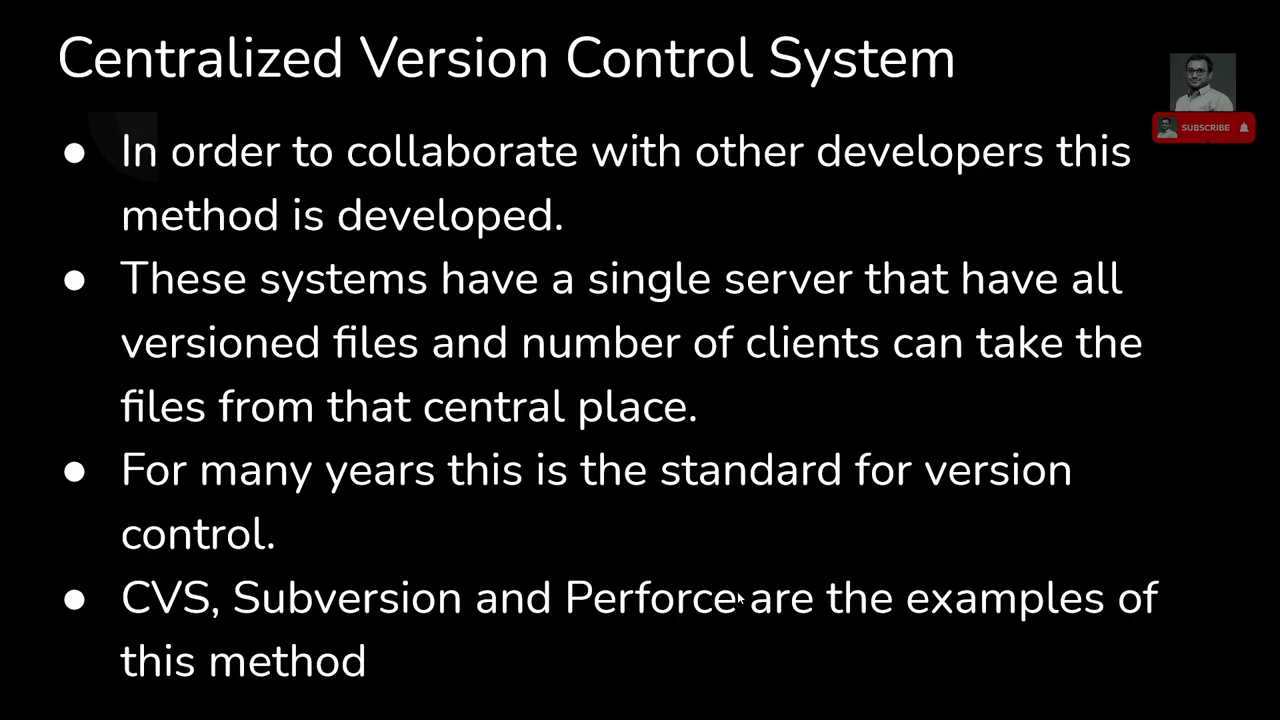 Centralized Version Control System
SUBSCRIBE
● In order to collaborate with other developers this
method is developed.
● These systems have a single server that have all
versioned files and number of clients can take the
files from that central place.
● For many years this is the standard for version
control.
● CVS, Subversion and Perforce are the examples of
this method